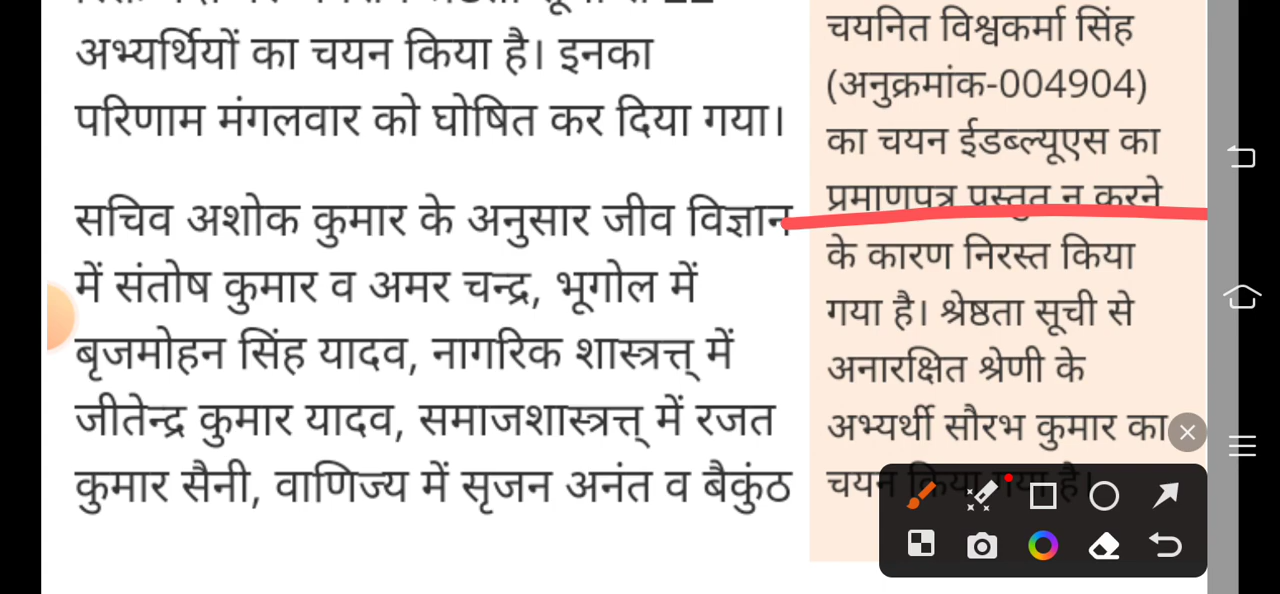 अभ्यर्थियों का चयन किया है। इनका
परिणाम मंगलवार को घोषित कर दिया गया।
सचिव अशोक कुमार के अनुसार जीव विज्ञान
में संतोष कुमार व अमर चन्द्र, भूगोल में
बृजमोहन सिंह यादव, नागरिक शास्त्रत्त् में
जीतेन्द्र कुमार यादव, समाजशास्त्रत्त् में रजत
कुमार सैनी, वाणिज्य में सृजन अनंत व बैकुंठ
चयनित विश्वकर्मा सिंह
(अनुक्रमांक-004904)
का चयन ईडब्ल्यूएस का
प्रमाणपत्र प्रस्तुत न करने
के कारण निरस्त किया
गया है। श्रेष्ठता सूची से
अनारक्षित श्रेणी के
अभ्यर्थी सौरभ कुमार का
चयन किया गया है।